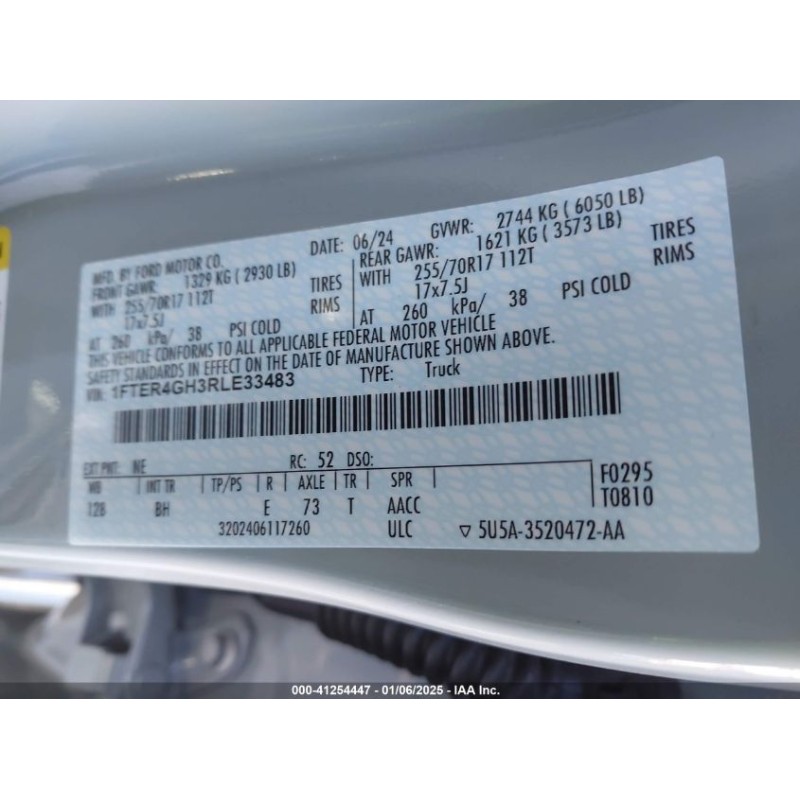 MFD. BY FORD MOTOR CO.
DATE: 06/24 GVWR: 2744 KG ( 6050 LB)
FRONT GAWR: 1329 KG ( 2930 LB) REAR GAWR: 1621 KG ( 3573 LB)
WITH 255/70R17 112T TIRES WITH 255/70R17 112T TIRES
17x7.5J RIMS 17x7.5J RIMS
AT 260 kPa/ 38 PSI COLD AT 260 kPa/ 38 PSI COLD
THIS VEHICLE CONFORMS TO ALL APPLICABLE FEDERAL MOTOR VEHICLE
SAFETY STANDARDS IN EFFECT ON THE DATE OF MANUFACTURE SHOWN ABOVE.
VIN: 1FTER4GH3RLE33483 TYPE: Truck
EXT PNT: NE RC: 52 DSO:
WB INT TR TP/PS R AXLE TR SPR F0295
128 BH E 73 T AACC T0810
3202406117260 ULC ▽ 5U5A-3520472-AA
000-41254447 - 01/06/2025 - IAA Inc.